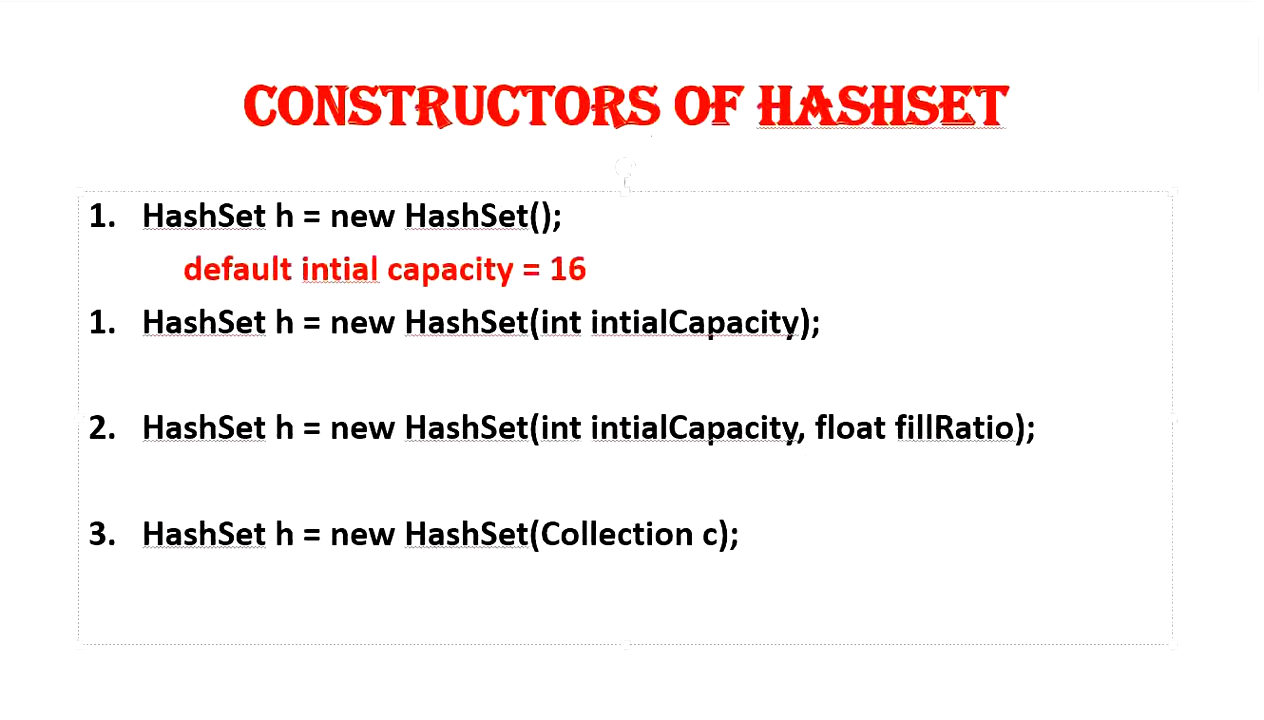 CONSTRUCTORS OF HASHSET
1. HashSet h = new HashSet();
default intial capacity = 16
1. HashSet h = new HashSet(int intialCapacity);
2. HashSet h = new HashSet(int intialCapacity, float fillRatio);
3. HashSet h = new HashSet(Collection c);